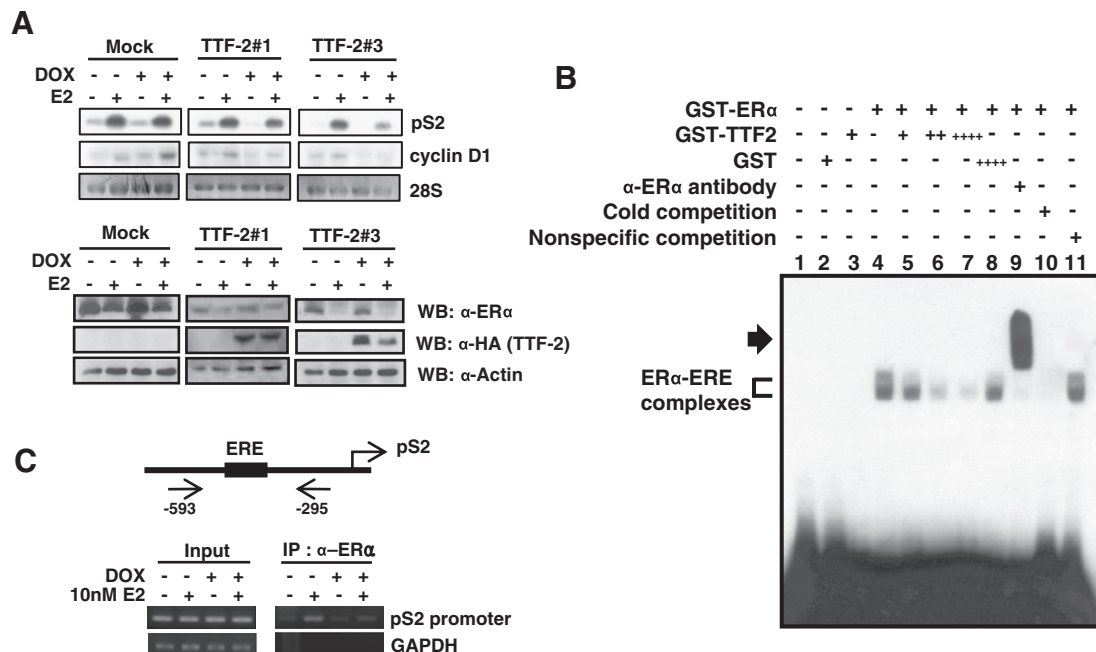 A
Mock TTF-2#1 TTF-2#3
DOX - - + + - - + + - - + +
E2 - + - + - + - + - + - +
pS2
cyclin D1
28S
Mock TTF-2#1 TTF-2#3
DOX - - + + - - + + - - + +
E2 - + - + - + - + - + - +
WB: α-ERα
WB: α-HA (TTF-2)
WB: α-Actin
B
GST-ERα - - - + + + + + + + +
GST-TTF2 - - + - + ++ ++++ - - - -
GST - + - - - - - ++++ - - -
α-ERα antibody - - - - - - - - + - -
Cold competition - - - - - - - - - + -
Nonspecific competition - - - - - - - - - - +
1 2 3 4 5 6 7 8 9 10 11
ERα-ERE
complexes
C
ERE
pS2
-593 -295
Input IP : α–ERα
DOX - - + + - - + +
10nM E2 - + - + - + - +
pS2 promoter
GAPDH